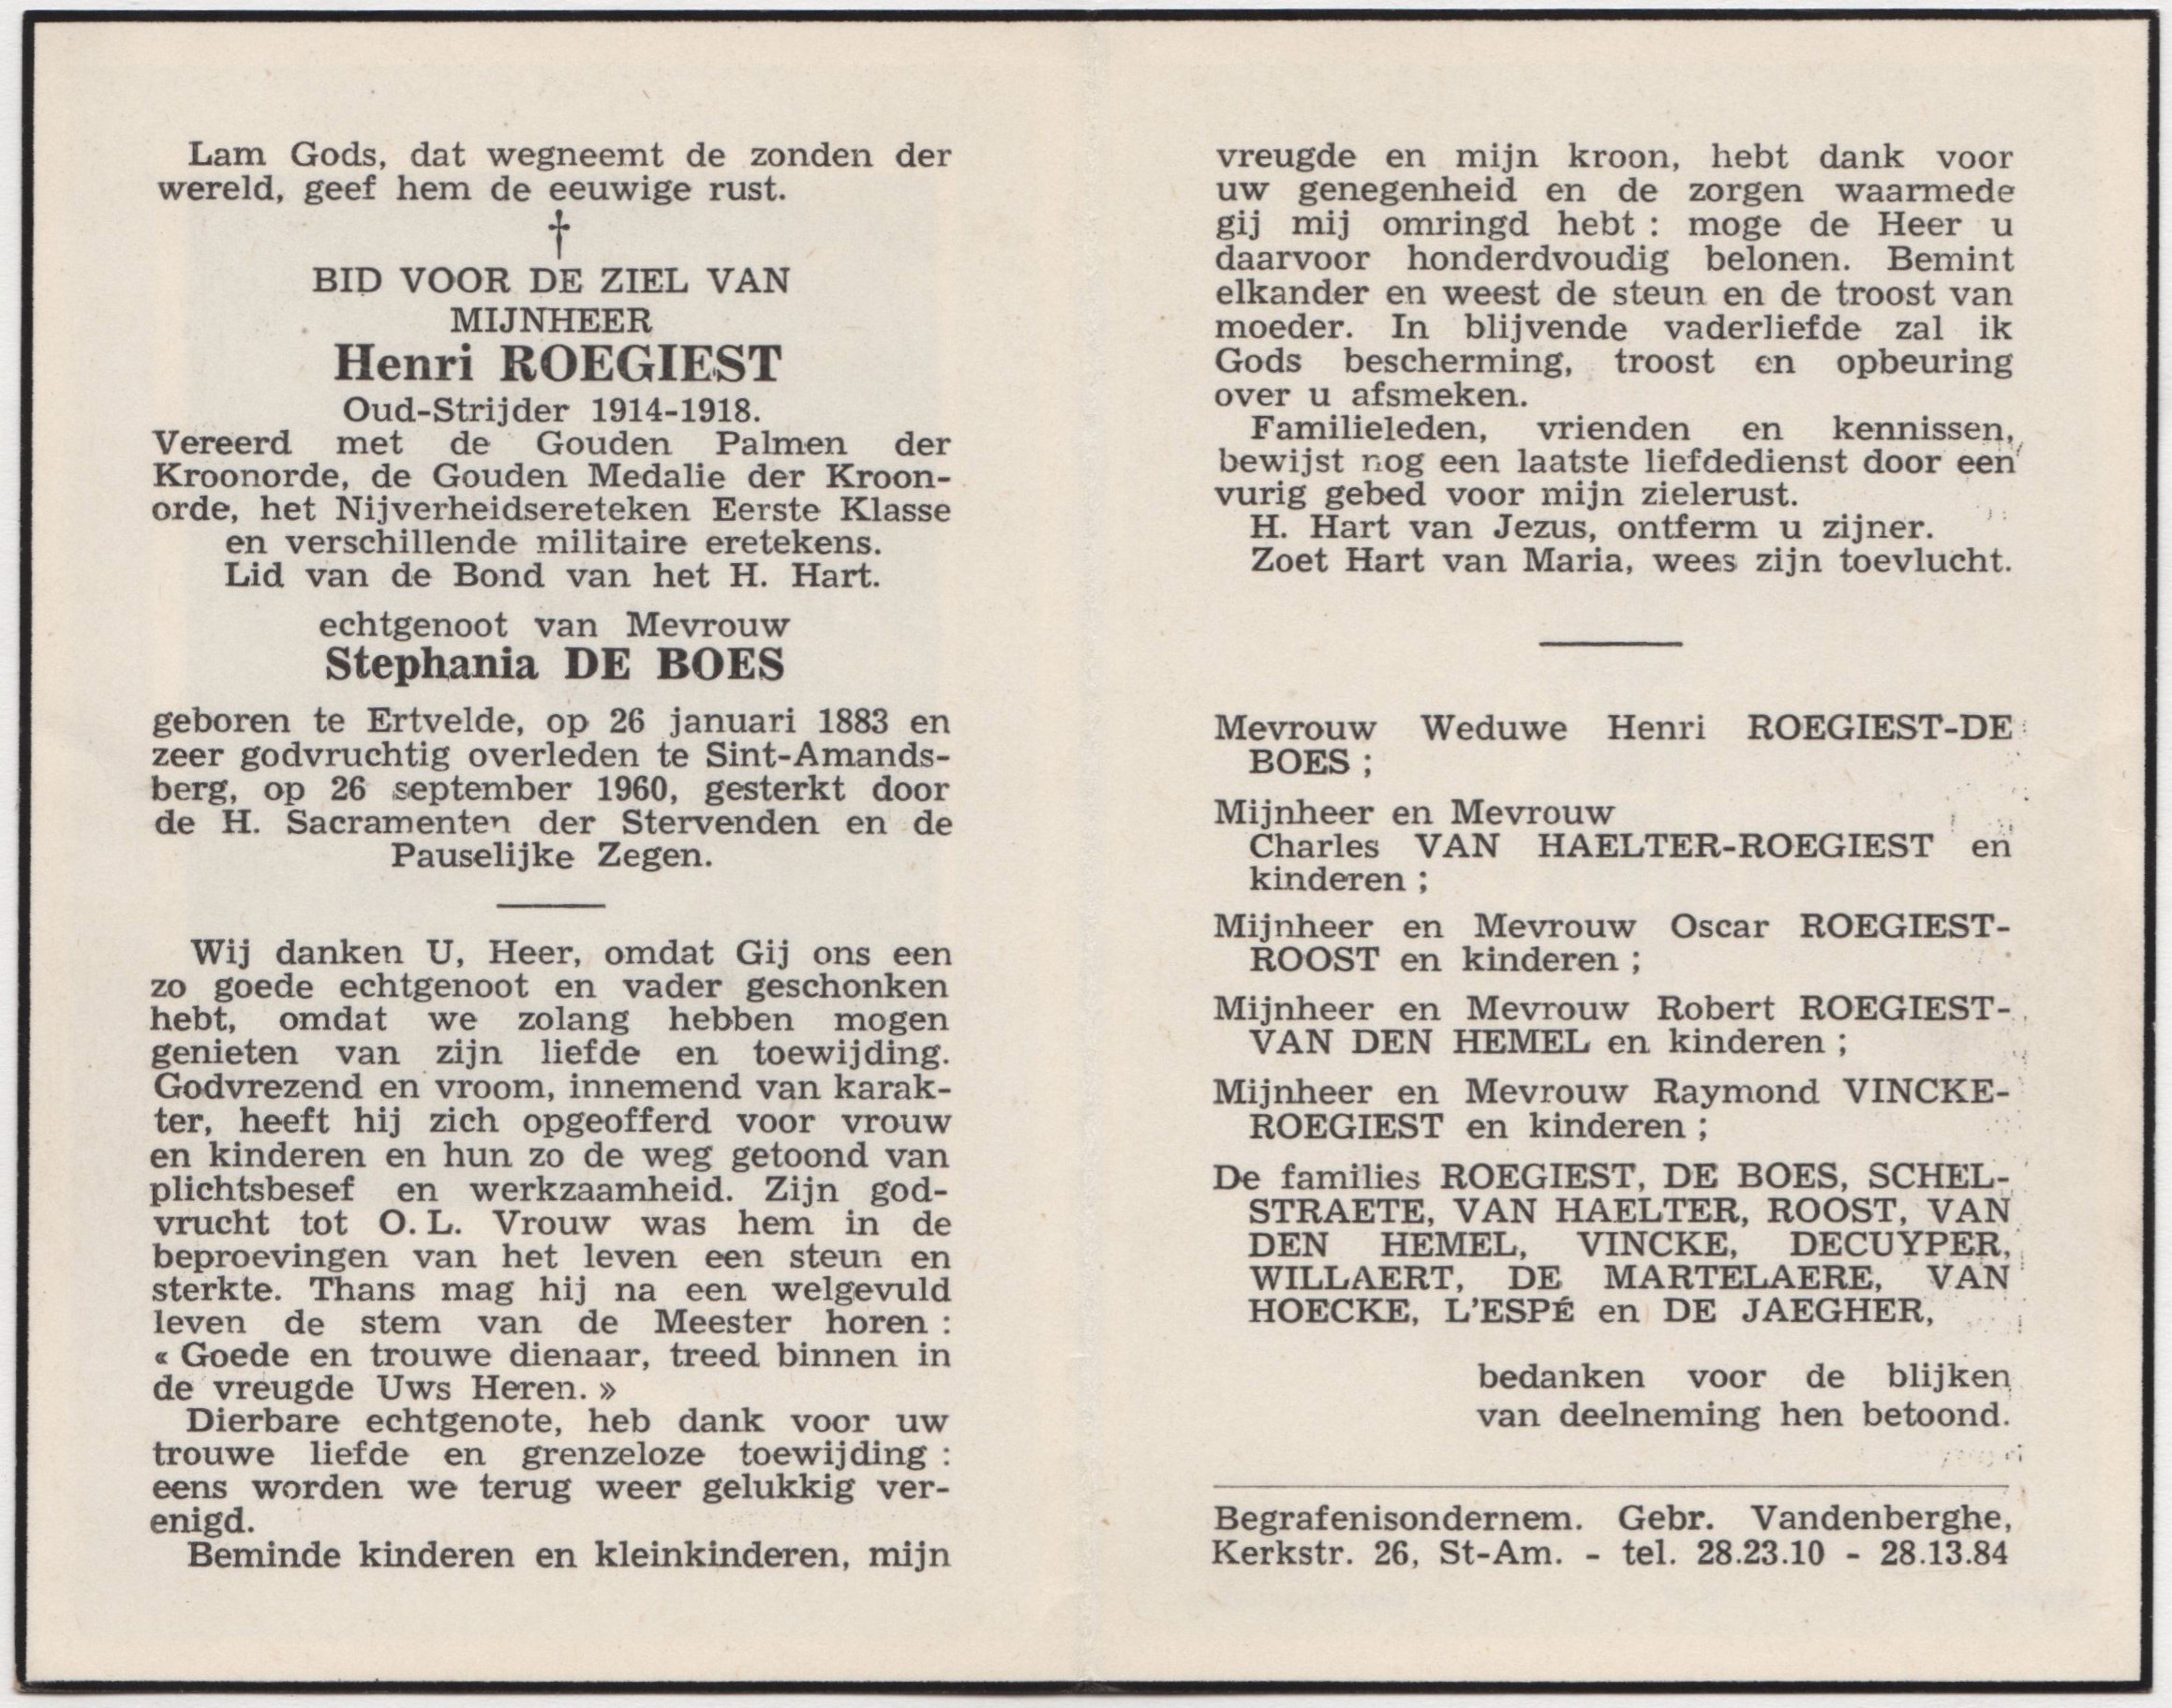 Lam Gods, dat wegneemt de zonden der
wereld, geef hem de eeuwige rust.
†
BID VOOR DE ZIEL VAN
MIJNHEER
Henri ROEGIEST
Oud-Strijder 1914-1918.
Vereerd met de Gouden Palmen der
Kroonorde, de Gouden Medalie der Kroon-
orde, het Nijverheidsereteken Eerste Klasse
en verschillende militaire eretekens.
Lid van de Bond van het H. Hart.
echtgenoot van Mevrouw
Stephania DE BOES
geboren te Ertvelde, op 26 januari 1883 en
zeer godvruchtig overleden te Sint-Amands-
berg, op 26 september 1960, gesterkt door
de H. Sacramenten der Stervenden en de
Pauselijke Zegen.
Wij danken U, Heer, omdat Gij ons een
zo goede echtgenoot en vader geschonken
hebt, omdat we zolang hebben mogen
genieten van zijn liefde en toewijding.
Godvrezend en vroom, innemend van karak-
ter, heeft hij zich opgeofferd voor vrouw
en kinderen en hun zo de weg getoond van
plichtsbesef en werkzaamheid. Zijn god-
vrucht tot O. L. Vrouw was hem in de
beproevingen van het leven een steun en
sterkte. Thans mag hij na een welgevuld
leven de stem van de Meester horen :
« Goede en trouwe dienaar, treed binnen in
de vreugde Uws Heren. »
Dierbare echtgenote, heb dank voor uw
trouwe liefde en grenzeloze toewijding :
eens worden we terug weer gelukkig ver-
enigd.
Beminde kinderen en kleinkinderen, mijn
vreugde en mijn kroon, hebt dank voor
uw genegenheid en de zorgen waarmede
gij mij omringd hebt : moge de Heer u
daarvoor honderdvoudig belonen. Bemint
elkander en weest de steun en de troost van
moeder. In blijvende vaderliefde zal ik
Gods bescherming, troost en opbeuring
over u afsmeken.
Familieleden, vrienden en kennissen,
bewijst nog een laatste liefdedienst door een
vurig gebed voor mijn zielerust.
H. Hart van Jezus, ontferm u zijner.
Zoet Hart van Maria, wees zijn toevlucht.
Mevrouw Weduwe Henri ROEGIEST-DE
BOES ;
Mijnheer en Mevrouw
Charles VAN HAELTER-ROEGIEST en
kinderen ;
Mijnheer en Mevrouw Oscar ROEGIEST-
ROOST en kinderen ;
Mijnheer en Mevrouw Robert ROEGIEST-
VAN DEN HEMEL en kinderen ;
Mijnheer en Mevrouw Raymond VINCKE-
ROEGIEST en kinderen ;
De families ROEGIEST, DE BOES, SCHEL-
STRAETE, VAN HAELTER, ROOST, VAN
DEN HEMEL, VINCKE, DECUYPER,
WILLAERT, DE MARTELAERE, VAN
HOECKE, L'ESPÉ en DE JAEGHER,
bedanken voor de blijken
van deelneming hen betoond.
Begrafenisondernem. Gebr. Vandenberghe,
Kerkstr. 26, St-Am. - tel. 28.23.10 - 28.13.84